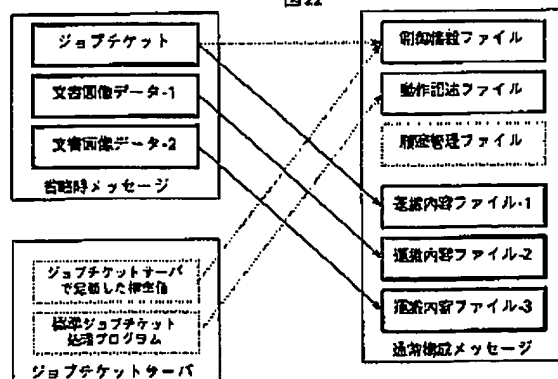 図22
ジョブチケット
文書画像データ-1
文書画像データ-2
省略時メッセージ
ジョブチケットサーバ
で定義した標準値
標準ジョブチケット
処理プログラム
ジョブチケットサーバ
制御情報ファイル
動作記述ファイル
履歴管理ファイル
運搬内容ファイル-1
運搬内容ファイル-2
運搬内容ファイル-3
通常構成メッセージ